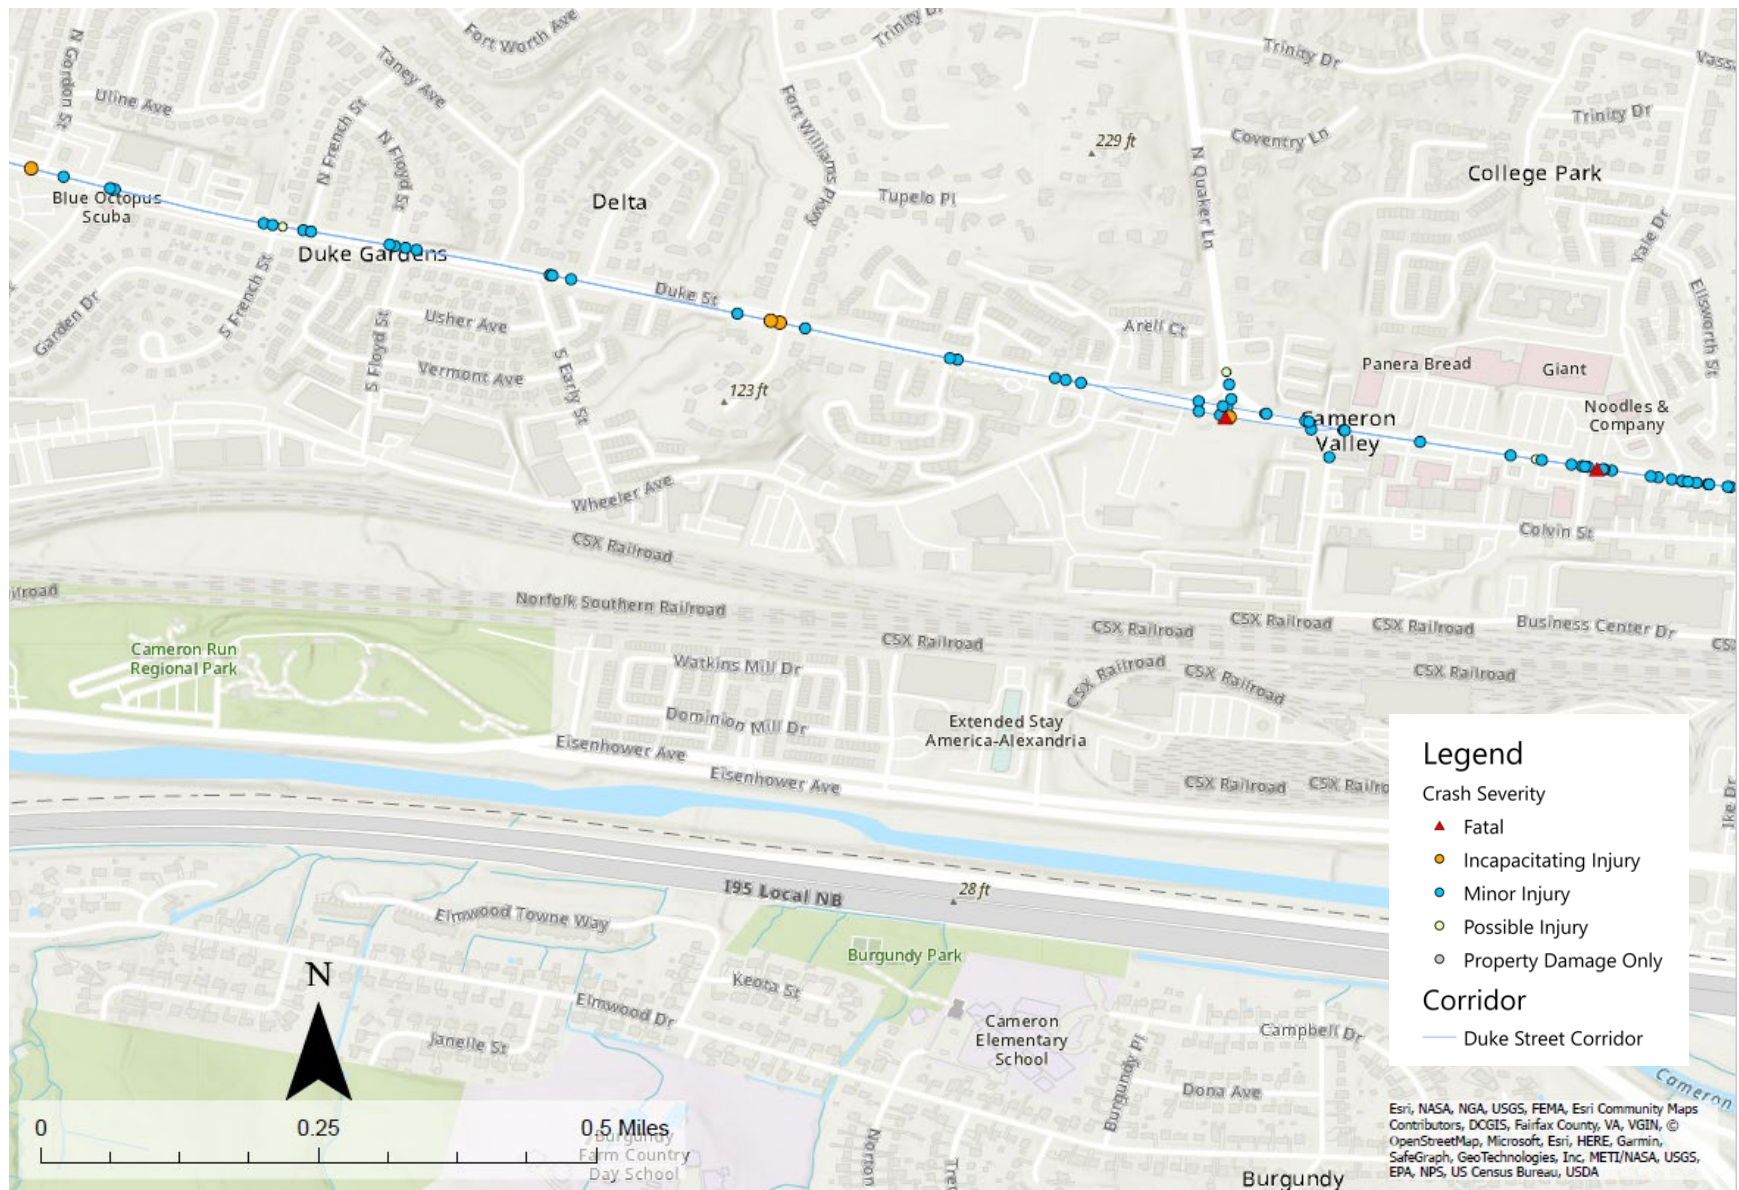 Fort Worth Ave
Trinity Dr
N Gordon St
Taney Ave
Trinity Dr
Uline Ave
Fort Williams Pkwy
Trinity Dr
N French St
N Floyd St
229 ft
Coventry Ln
N Quaker Ln
College Park
Blue Octopus
Scuba
Delta
Tupelo Pl
Yale Dr
Duke Gardens
S French St
Garden Dr
Duke St
Ellsworth St
Usher Ave
S Floyd St
Arell Ct
Panera Bread
Giant
Vermont Ave
S Early St
123 ft
Cameron
Valley
Noodles &
Company
Wheeler Ave
Colvin St
CSX Railroad
ilroad
Norfolk Southern Railroad
CSX Railroad
CSX Railroad
CSX Railroad
CSX Railroad
Business Center Dr
CS
Cameron Run
Regional Park
Watkins Mill Dr
CSX Railroad
CSX Railroad
CSX Railroad
Dominion Mill Dr
Extended Stay
America-Alexandria
Eisenhower Ave
Eisenhower Ave
CSX Railroad
CSX Railro
Ike Dr
Legend
Crash Severity
Fatal
Incapacitating Injury
Minor Injury
Possible Injury
Property Damage Only
Corridor
Duke Street Corridor
I95 Local NB
28 ft
Elmwood Towne Way
Burgundy Park
Keota St
Elmwood Dr
N
Janelle St
Cameron
Elementary
School
Burgundy Pl
Campbell Dr
Dona Ave
Cameron
0 0.25 0.5 Miles
Burgundy
Farm Country
Day School
Norton
Burgundy
Esri, NASA, NGA, USGS, FEMA, Esri Community Maps
Contributors, DCGIS, Fairfax County, VA, VGIN, ©
OpenStreetMap, Microsoft, Esri, HERE, Garmin,
SafeGraph, GeoTechnologies, Inc, METI/NASA, USGS,
EPA, NPS, US Census Bureau, USDA